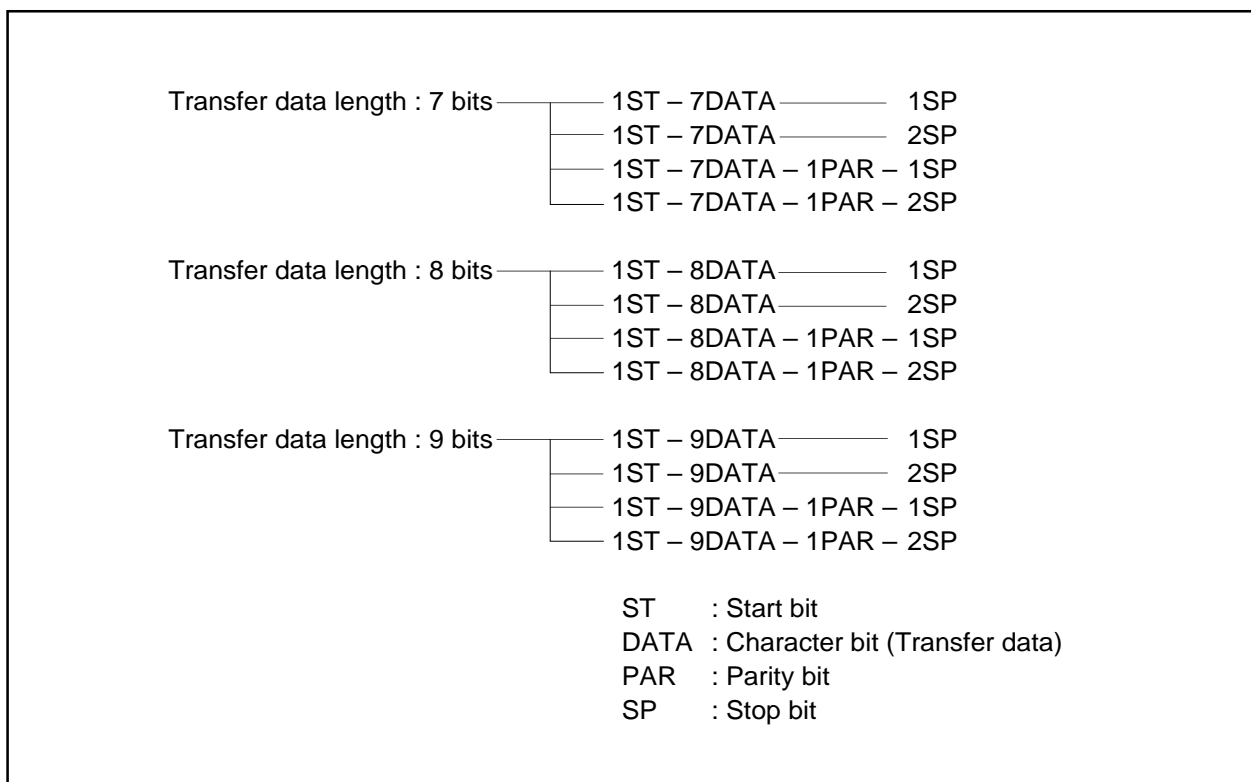 Transfer data length : 7 bits 1ST – 7DATA 1SP
1ST – 7DATA 2SP
1ST – 7DATA – 1PAR – 1SP
1ST – 7DATA – 1PAR – 2SP
Transfer data length : 8 bits 1ST – 8DATA 1SP
1ST – 8DATA 2SP
1ST – 8DATA – 1PAR – 1SP
1ST – 8DATA – 1PAR – 2SP
Transfer data length : 9 bits 1ST – 9DATA 1SP
1ST – 9DATA 2SP
1ST – 9DATA – 1PAR – 1SP
1ST – 9DATA – 1PAR – 2SP
ST : Start bit
DATA : Character bit (Transfer data)
PAR : Parity bit
SP : Stop bit